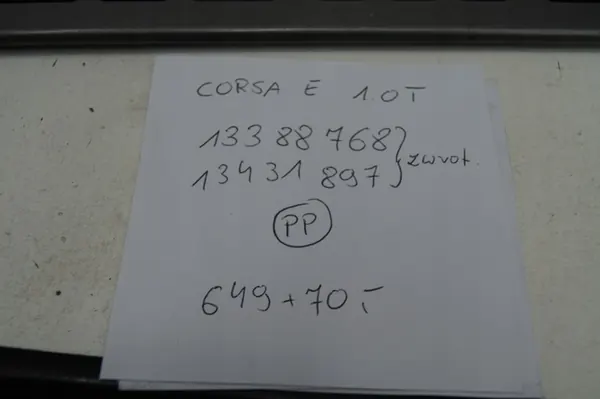 CORSA E 1.0T
13388768
13431897 } zwrot.
PP
649+70,-